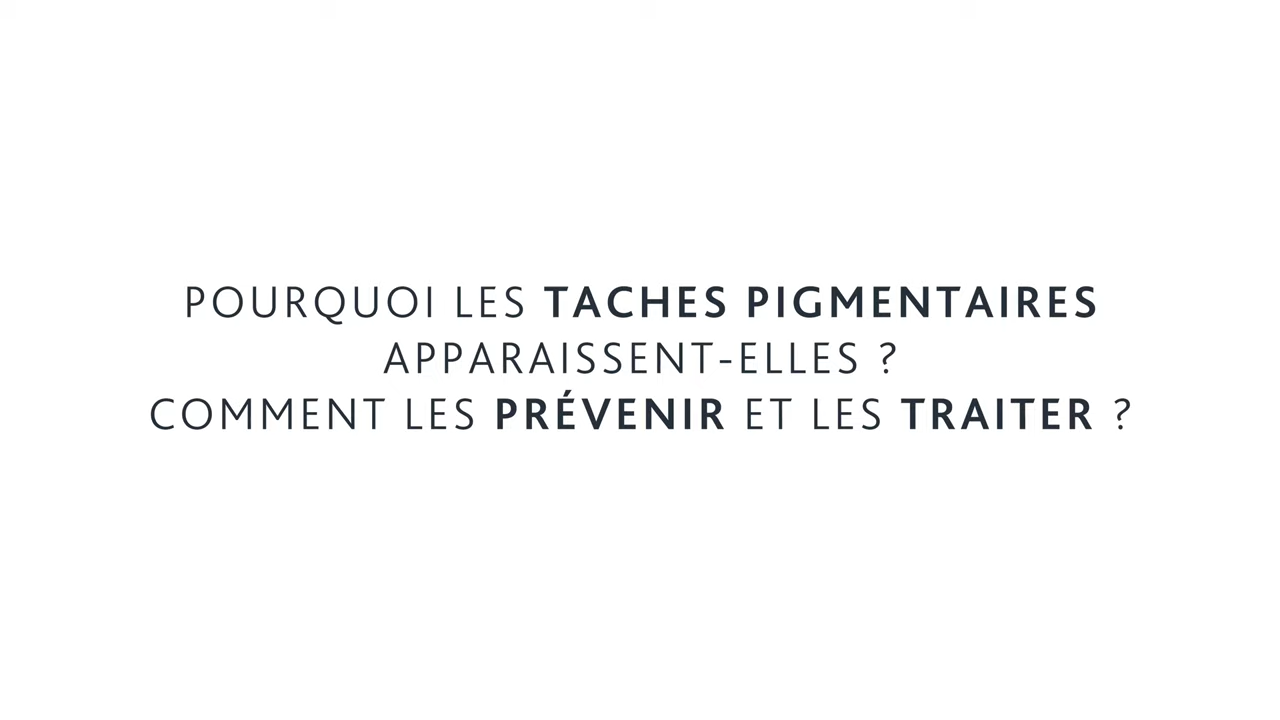 POURQUOI LES TACHES PIGMENTAIRES
APPARAISSENT-ELLES ?
COMMENT LES PRÉVENIR ET LES TRAITER ?